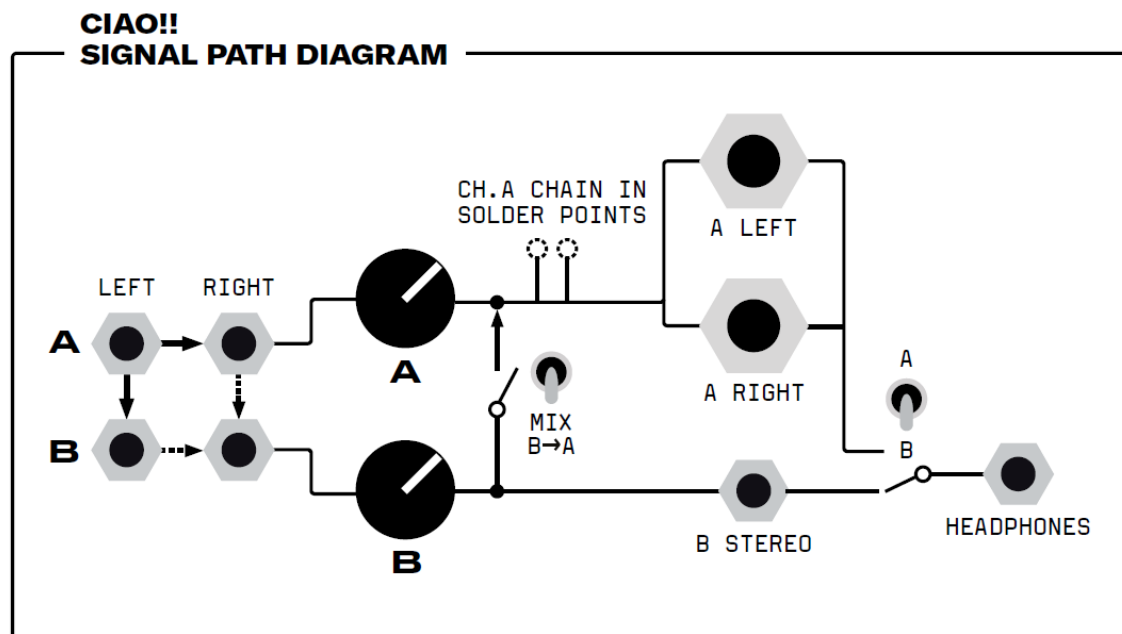 CIAO!!
SIGNAL PATH DIAGRAM
CH.A CHAIN IN
SOLDER POINTS
A LEFT
LEFT
RIGHT
A
A
A RIGHT
A
MIX
B→A
B
B
B STEREO
HEADPHONES
B